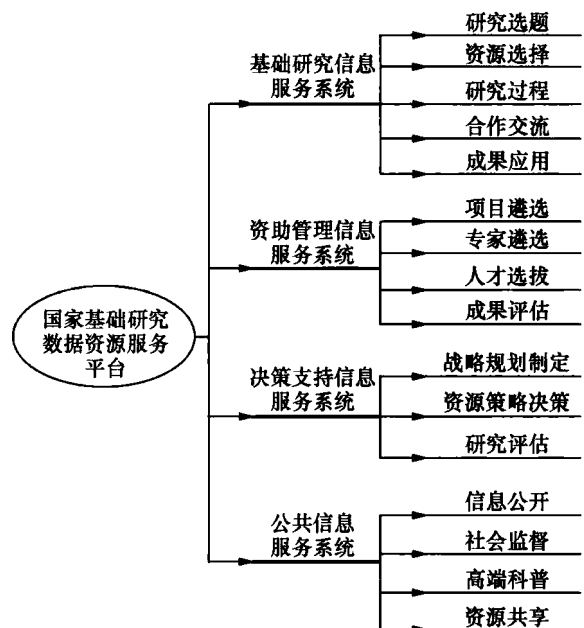 国家基础研究
数据资源服务
平台
基础研究信息
服务系统
研究选题
资源选择
研究过程
合作交流
成果应用
资助管理信息
服务系统
项目遴选
专家遴选
人才选拔
成果评估
决策支持信息
服务系统
战略规划制定
资源策略决策
研究评估
公共信息
服务系统
信息公开
社会监督
高端科普
资源共享